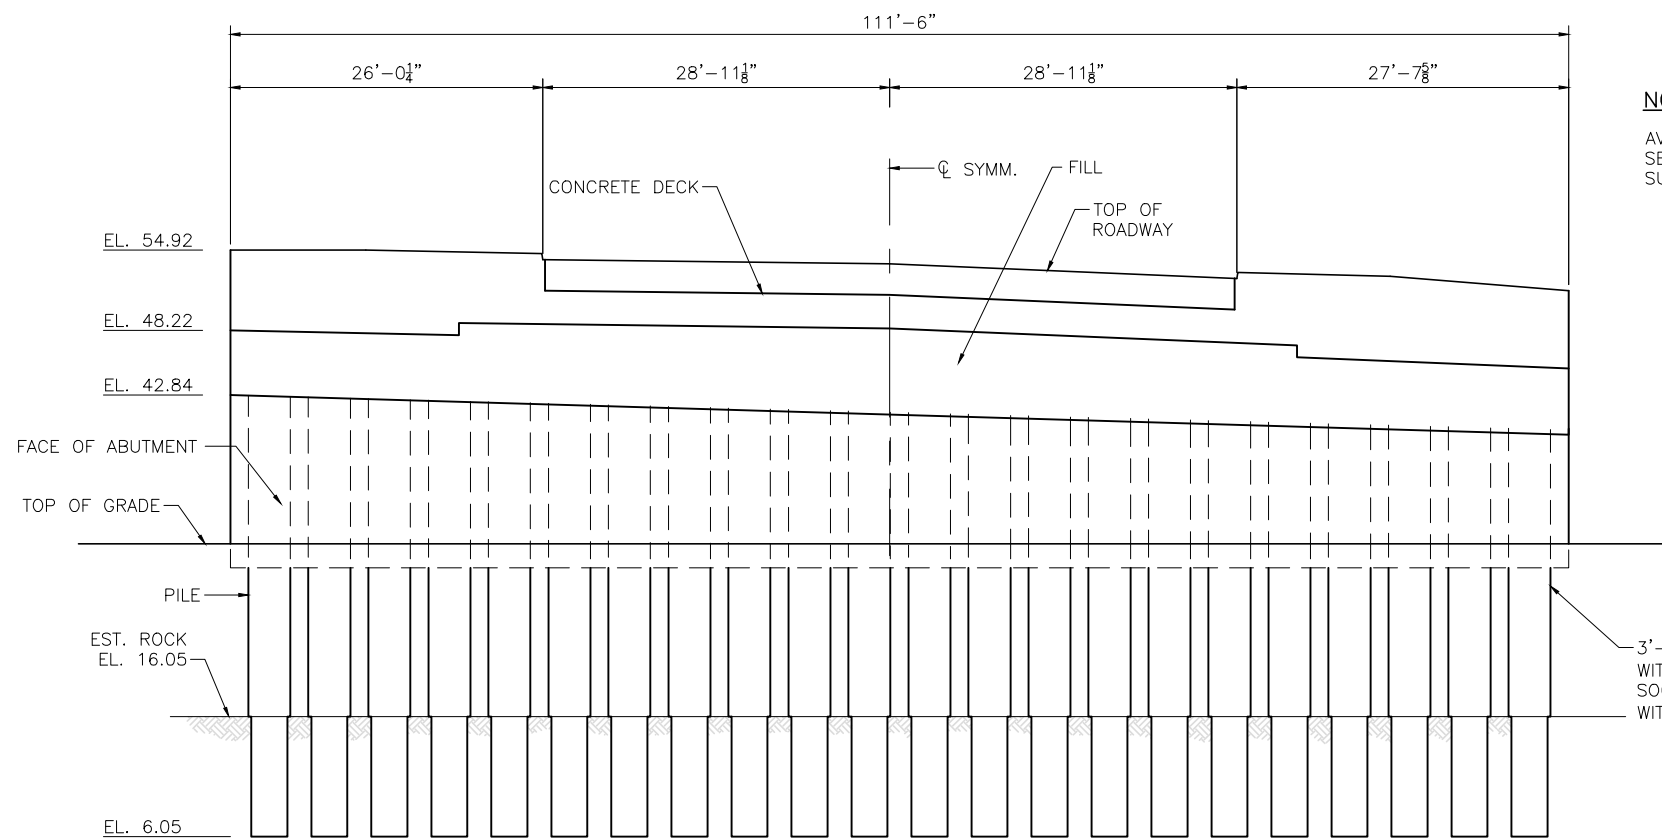 111'-6"
26'-0¼"
28'-11⅛"
28'-11⅛"
27'-7⅝"
℄ SYMM.
FILL
CONCRETE DECK
TOP OF
ROADWAY
EL. 54.92
EL. 48.22
EL. 42.84
FACE OF ABUTMENT
TOP OF GRADE
PILE
EST. ROCK
EL. 16.05
EL. 6.05
3'-